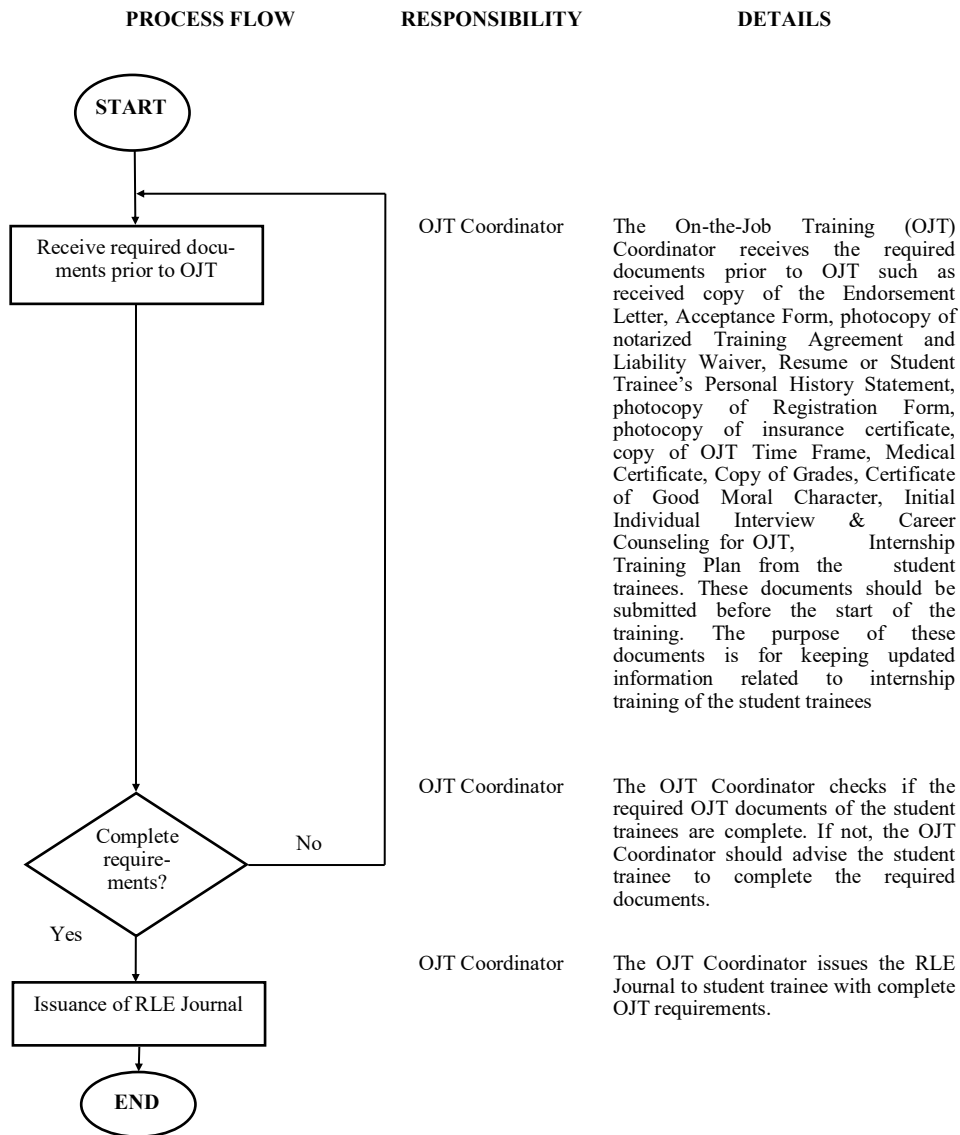 PROCESS FLOW RESPONSIBILITY DETAILS
START
Receive required docu-
ments prior to OJT
OJT Coordinator
The On-the-Job Training (OJT)
Coordinator receives the required
documents prior to OJT such as
received copy of the Endorsement
Letter, Acceptance Form, photocopy of
notarized Training Agreement and
Liability Waiver, Resume or Student
Trainee’s Personal History Statement,
photocopy of Registration Form,
photocopy of insurance certificate,
copy of OJT Time Frame, Medical
Certificate, Copy of Grades, Certificate
of Good Moral Character, Initial
Individual Interview & Career
Counseling for OJT, Internship
Training Plan from the student
trainees. These documents should be
submitted before the start of the
training. The purpose of these
documents is for keeping updated
information related to internship
training of the student trainees
Complete
require-
ments?
No
Yes
OJT Coordinator
The OJT Coordinator checks if the
required OJT documents of the student
trainees are complete. If not, the OJT
Coordinator should advise the student
trainee to complete the required
documents.
Issuance of RLE Journal
OJT Coordinator
The OJT Coordinator issues the RLE
Journal to student trainee with complete
OJT requirements.
END